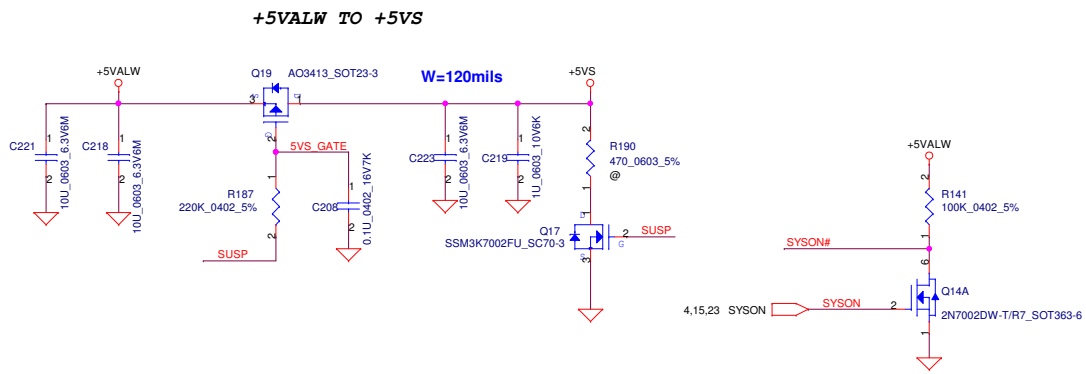 +5VALW TO +5VS
+5VALW
Q19 AO3413_SOT23-3
W=120mils
+5VS
3
S
D
1
G
2
5VS_GATE
C221
1
2
10U_0603_6.3V6M
C218
1
2
10U_0603_6.3V6M
1
R187
220K_0402_5%
2
SUSP
C208
1
2
0.1U_0402_16V7K
C223
1
2
10U_0603_6.3V6M
C219
1
2
1U_0603_10V6K
2
R190
470_0603_5%
@
1
1
D
Q17
SSM3K7002FU_SC70-3
2
G
SUSP
S
3
+5VALW
2
R141
100K_0402_5%
1
SYSON#
6
Q14A
2N7002DW-T/R7_SOT363-6
4,15,23 SYSON
SYSON
2
1